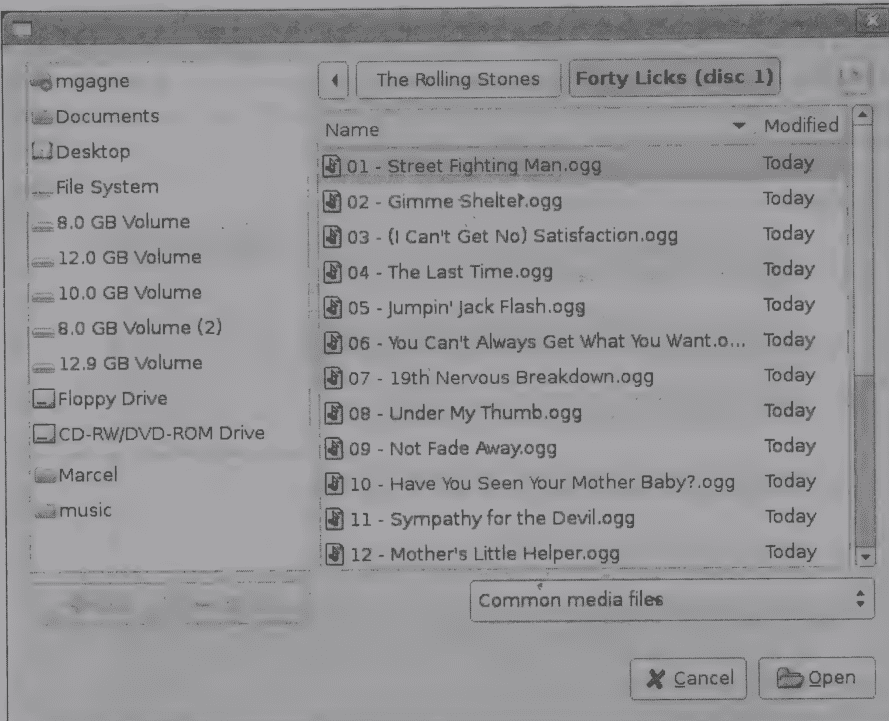 mgagne
Documents
Desktop
File System
8.0 GB Volume
12.0 GB Volume
10.0 GB Volume
8.0 GB Volume (2)
12.9 GB Volume
Floppy Drive
CD-RW/DVD-ROM Drive
Marcel
music
The Rolling Stones
Forty Licks (disc 1)
Name Modified
01 - Street Fighting Man.ogg Today
02 - Gimme Shelter.ogg Today
03 - (I Can't Get No) Satisfaction.ogg Today
04 - The Last Time.ogg Today
05 - Jumpin' Jack Flash.ogg Today
06 - You Can't Always Get What You Want.o... Today
07 - 19th Nervous Breakdown.ogg Today
08 - Under My Thumb.ogg Today
09 - Not Fade Away.ogg Today
10 - Have You Seen Your Mother Baby?.ogg Today
11 - Sympathy for the Devil.ogg Today
12 - Mother's Little Helper.ogg Today
Common media files
Cancel
Open